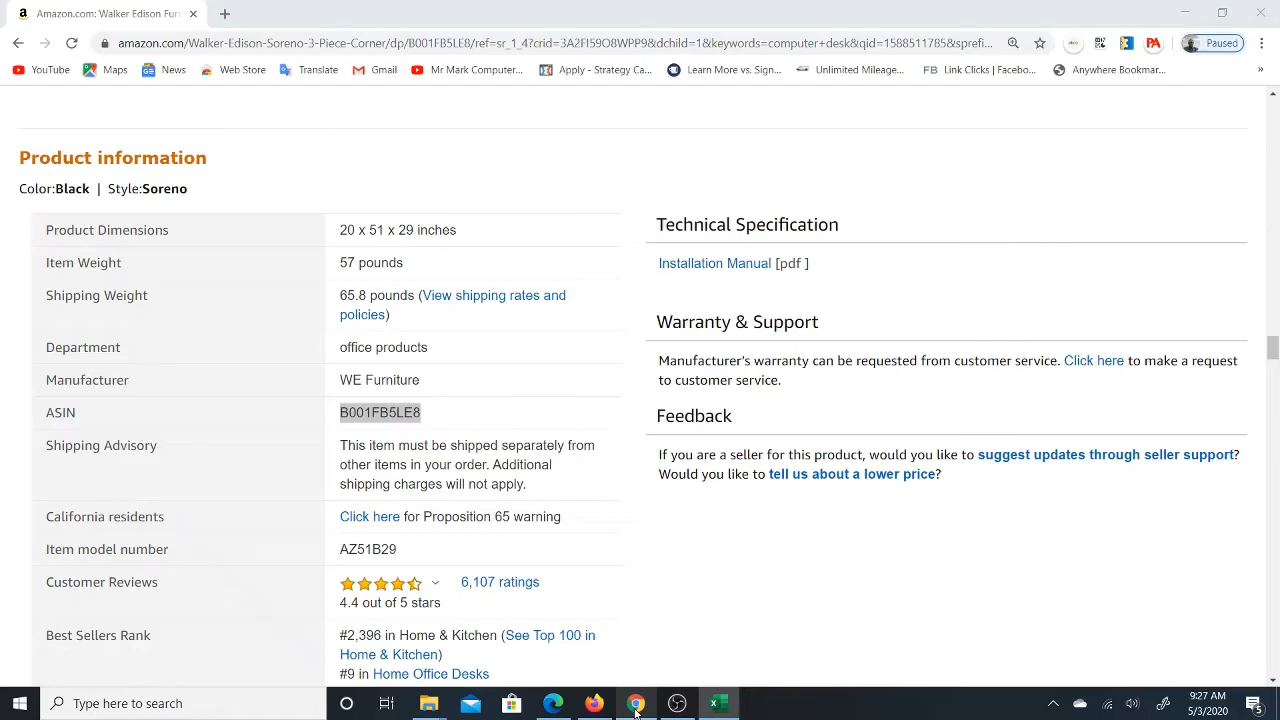 Amazon.com: Walker Edison Furn
amazon.com/Walker-Edison-Soreno-3-Piece-Corner/dp/B001FB5LE8/ref=sr_1_4?crid=3A2FI59O8WPP9&dchild=1&keywords=computer+desk&qid=1588511785&sprefi...
PA
Paused
YouTube
Maps
News
Web Store
Translate
Gmail
Mr Mark Computer...
Apply - Strategy Ca...
Learn More vs. Sign...
Unlimited Mileage...
FB Link Clicks | Facebo...
Anywhere Bookmar...
»
Product information
Color:Black | Style:Soreno
Product Dimensions
20 x 51 x 29 inches
Item Weight
57 pounds
Shipping Weight
65.8 pounds (View shipping rates and
policies)
Department
office products
Manufacturer
WE Furniture
ASIN
B001FB5LE8
Shipping Advisory
This item must be shipped separately from
other items in your order. Additional
shipping charges will not apply.
California residents
Click here for Proposition 65 warning
Item model number
AZ51B29
Customer Reviews
6,107 ratings
4.4 out of 5 stars
Best Sellers Rank
#2,396 in Home & Kitchen (See Top 100 in
Home & Kitchen)
#9 in Home Office Desks
Technical Specification
Installation Manual [pdf ]
Warranty & Support
Manufacturer's warranty can be requested from customer service. Click here to make a request
to customer service.
Feedback
If you are a seller for this product, would you like to suggest updates through seller support?
Would you like to tell us about a lower price?
Type here to search
9:27 AM
5/3/2020